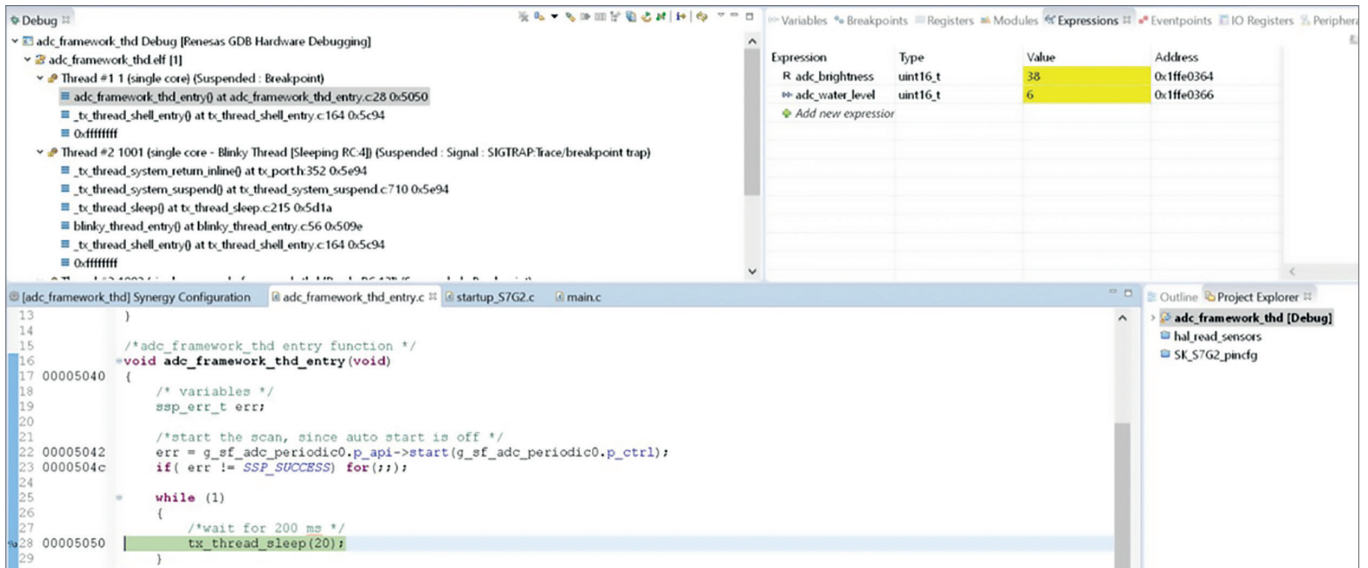 Debug
adc_framework_thd Debug [Renesas GDB Hardware Debugging]
adc_framework_thd.elf [1]
Thread #1 1 (single core) (Suspended : Breakpoint)
adc_framework_thd_entry() at adc_framework_thd_entry.c:28 0x5050
_tx_thread_shell_entry() at tx_thread_shell_entry.c:164 0x5c94
0xffffffff
Thread #2 1001 (single core - Blinky Thread [Sleeping RC:4]) (Suspended : Signal : SIGTRAP:Trace/breakpoint trap)
_tx_thread_system_return_inline() at tx_port.h:352 0x5e94
_tx_thread_system_suspend() at tx_thread_system_suspend.c:710 0x5e94
_tx_thread_sleep() at tx_thread_sleep.c:215 0x5d1a
blinky_thread_entry() at blinky_thread_entry.c:56 0x509e
_tx_thread_shell_entry() at tx_thread_shell_entry.c:164 0x5c94
0xffffffff
Variables Breakpoints Registers Modules Expressions Eventpoints IO Registers Periphera
Expression Type Value Address
adc_brightness uint16_t 38 0x1ffe0364
adc_water_level uint16_t 6 0x1ffe0366
Add new expression
[adc_framework_thd] Synergy Configuration adc_framework_thd_entry.c startup_S7G2.c main.c
13 }
14
15 /*adc_framework_thd entry function */
16 void adc_framework_thd_entry(void)
17 00005040 {
18 /* variables */
19 ssp_err_t err;
20
21 /*start the scan, since auto start is off */
22 00005042 err = g_sf_adc_periodic0.p_api->start(g_sf_adc_periodic0.p_ctrl);
23 0000504c if( err != SSP_SUCCESS) for(;;);
24
25 while (1)
26 {
27 /*wait for 200 ms */
28 00005050 tx_thread_sleep(20);
29 }
Outline Project Explorer
adc_framework_thd [Debug]
hal_read_sensors
SK_S7G2_pincfg